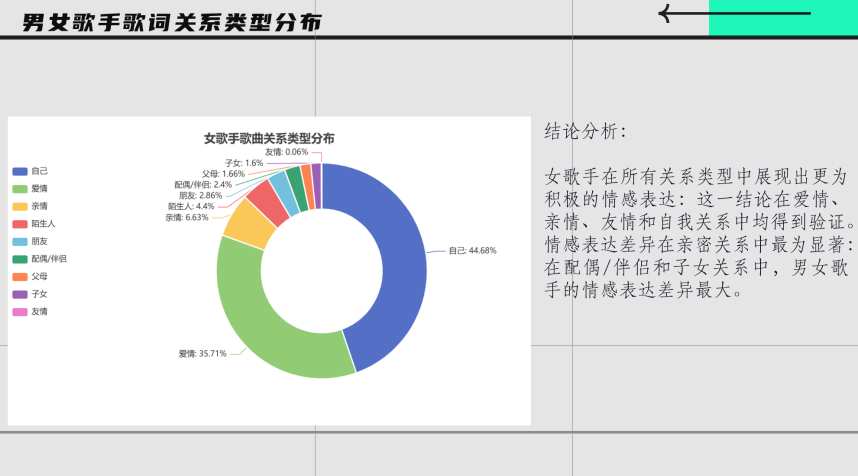 男女歌手歌词关系类型分布
女歌手歌曲关系类型分布
自己
爱情
亲情
陌生人
朋友
配偶/伴侣
父母
子女
友情
友情: 0.06%
子女: 1.6%
父母: 1.66%
配偶/伴侣: 2.4%
朋友: 2.86%
陌生人: 4.4%
亲情: 6.63%
自己: 44.68%
爱情: 35.71%
结论分析：
女歌手在所有关系类型中展现出更为
积极的情感表达：这一结论在爱情、
亲情、友情和自我关系中均得到验证。
情感表达差异在亲密关系中最为显著：
在配偶/伴侣和子女关系中，男女歌
手的情感表达差异最大。